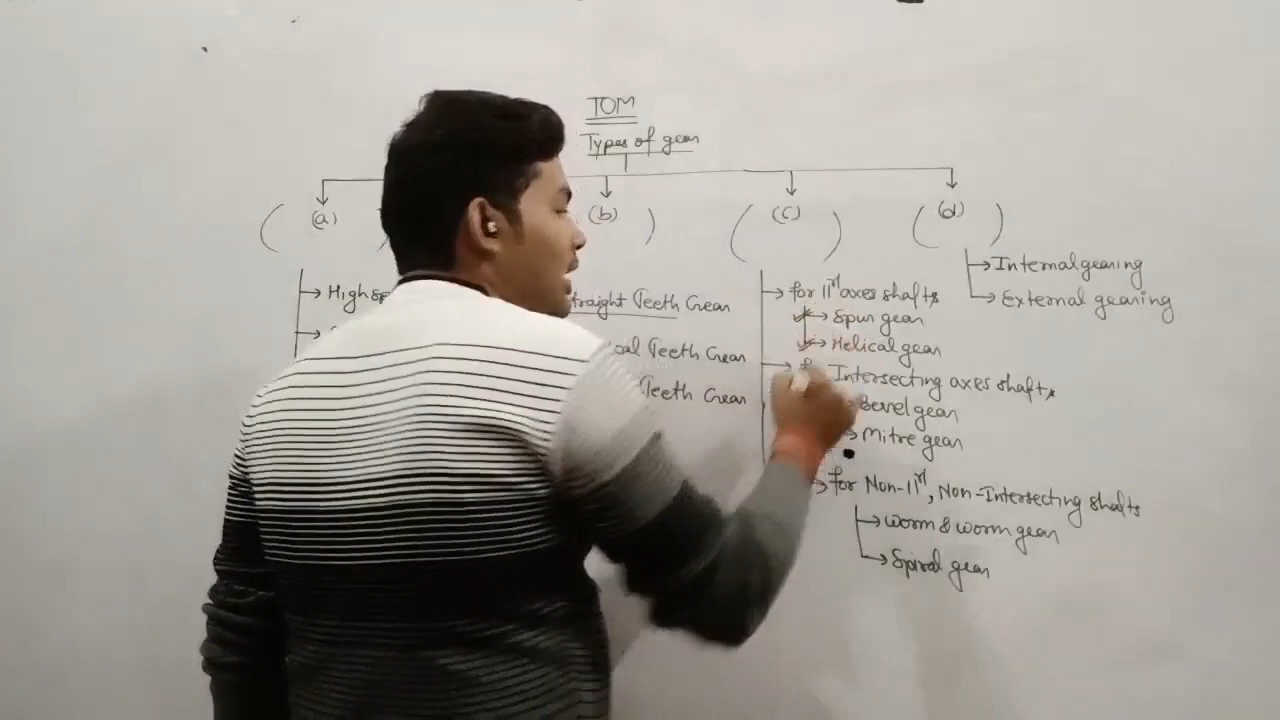 TOM
Types of gear
(a)
(b)
(c)
(d)
High
Straight Teeth Gear
Teeth Gear
Teeth Gear
for 11rl axes shafts
Spur gear
Helical gear
Intersecting axes shafts
Bevel gear
Mitre gear
for Non-11rl, Non-Intersecting shafts
worm & worm gear
Spiral gear
Internal gearing
External gearing